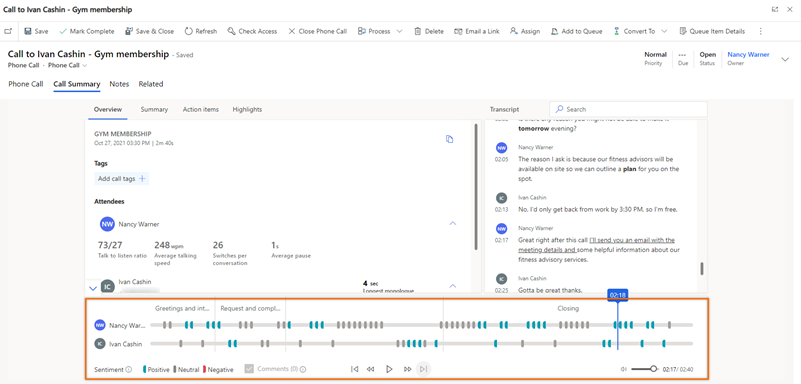 Call to Ivan Cashin - Gym membership
Save Mark Complete Save & Close Refresh Check Access Close Phone Call Process Delete Email a Link Assign Add to Queue Convert To Queue Item Details
Call to Ivan Cashin - Gym membership - Saved
Phone Call · Phone Call
Normal
Priority
---
Due
Open
Status
Nancy Warner
Owner
Phone Call Call Summary Notes Related
Overview Summary Action items Highlights
GYM MEMBERSHIP
Oct 27, 2021 03:30 PM | 2m 40s
Tags
Add call tags
Attendees
NW Nancy Warner
73/27
Talk to listen ratio
248 wpm
Average talking
speed
26
Switches per
conversation
1s
Average pause
IC Ivan Cashin
4 sec
Longest monologue
Transcript Search
tomorrow evening?
NW Nancy Warner
02:05 The reason I ask is because our fitness advisors will be
available on site so we can outline a plan for you on the
spot.
IC Ivan Cashin
02:13 No. I'd only get back from work by 3:30 PM, so I'm free.
NW Nancy Warner
02:17 Great right after this call I'll send you an email with the
meeting details and some helpful information about our
fitness advisory services.
IC Ivan Cashin
02:25 Gotta be great thanks.
02:18
Greetings and int... Request and compl... Closing
NW Nancy War...
IC Ivan Cashin
Sentiment Positive Neutral Negative Comments (0) 02:17 / 02:40